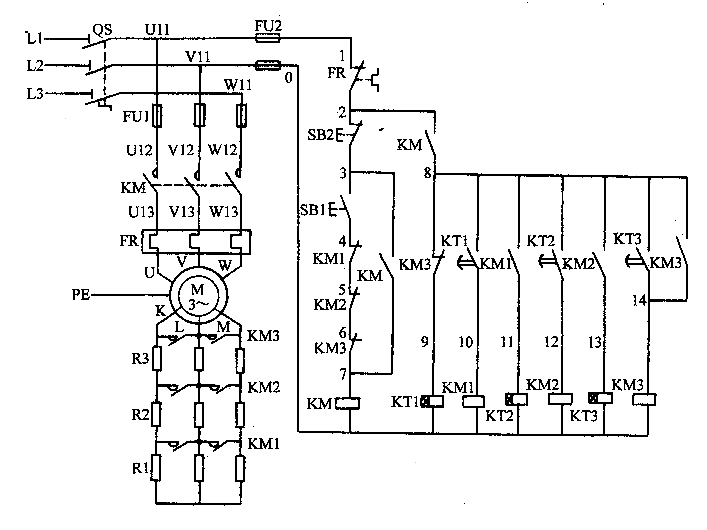 L1 QS U11 FU2
L2 V11 0
L3 W11
1
FR
FU1
2
SB2 KM
U12 V12 W12
3 8
KM
U13 V13 W13
SB1
FR
4
KM1 KM KM3 KT1 KM1 KT2 KM2 KT3 KM3
U V W
M
3~
PE
5
KM2
14
K L M
6
KM3
KM3
9 10 11 12 13
R3
7
KM2
KM KT1 KM1 KT2 KM2 KT3 KM3
R2
KM1
R1